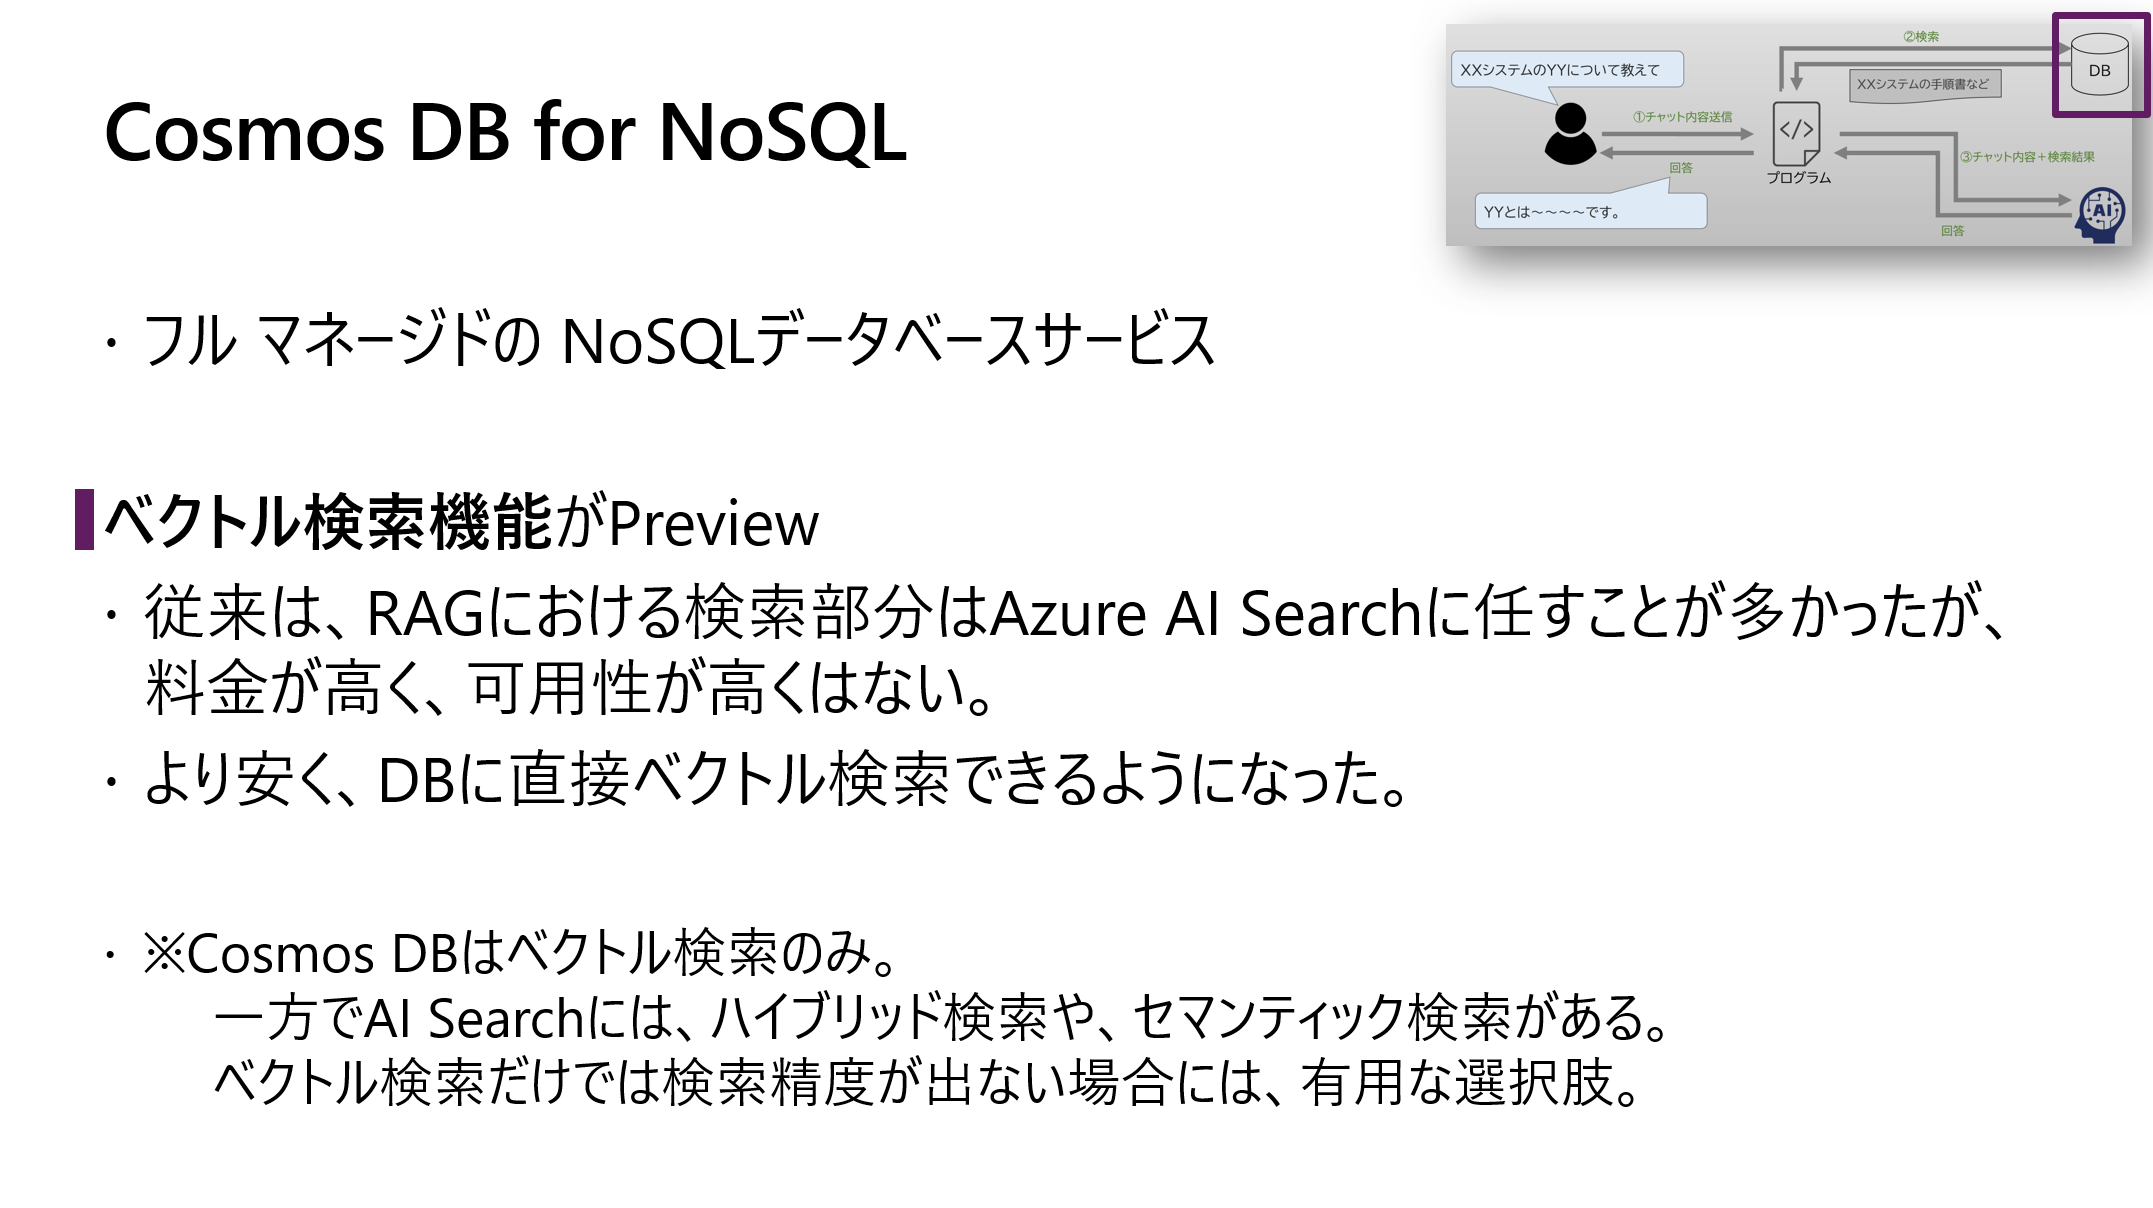 Cosmos DB for NoSQL
②検索
XXシステムのYYについて教えて
DB
XXシステムの手順書など
①チャット内容送信
</>
③チャット内容＋検索結果
回答
プログラム
YYとは～～～～です。
AI
回答
・フル マネージドの NoSQLデータベースサービス
ベクトル検索機能がPreview
・従来は、RAGにおける検索部分はAzure AI Searchに任すことが多かったが、
料金が高く、可用性が高くはない。
・より安く、DBに直接ベクトル検索できるようになった。
・※Cosmos DBはベクトル検索のみ。
一方でAI Searchには、ハイブリッド検索や、セマンティック検索がある。
ベクトル検索だけでは検索精度が出ない場合には、有用な選択肢。